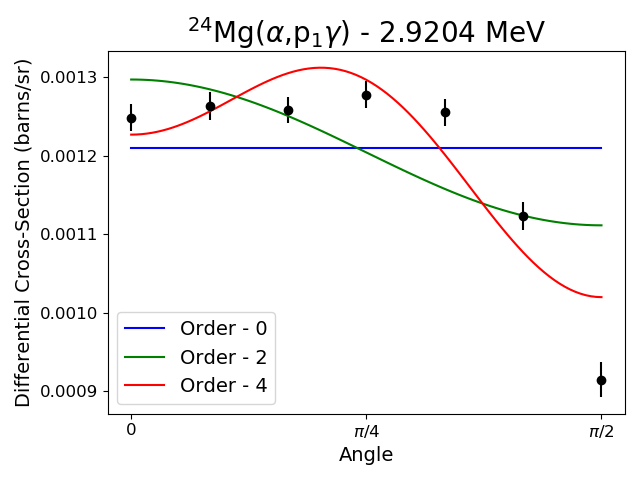 ²⁴Mg(α,p₁γ) - 2.9204 MeV
Differential Cross-Section (barns/sr)
0.0013
0.0012
0.0011
0.0010
0.0009
Order - 0
Order - 2
Order - 4
0
π/4
π/2
Angle